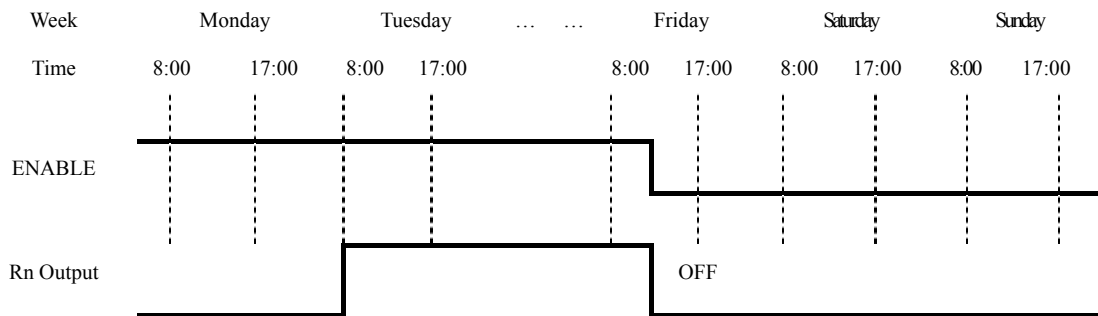 Week Monday Tuesday … … Friday Saturday Sunday
Time 8:00 17:00 8:00 17:00 8:00 17:00 8:00 17:00 8:00 17:00
ENABLE
Rn Output OFF